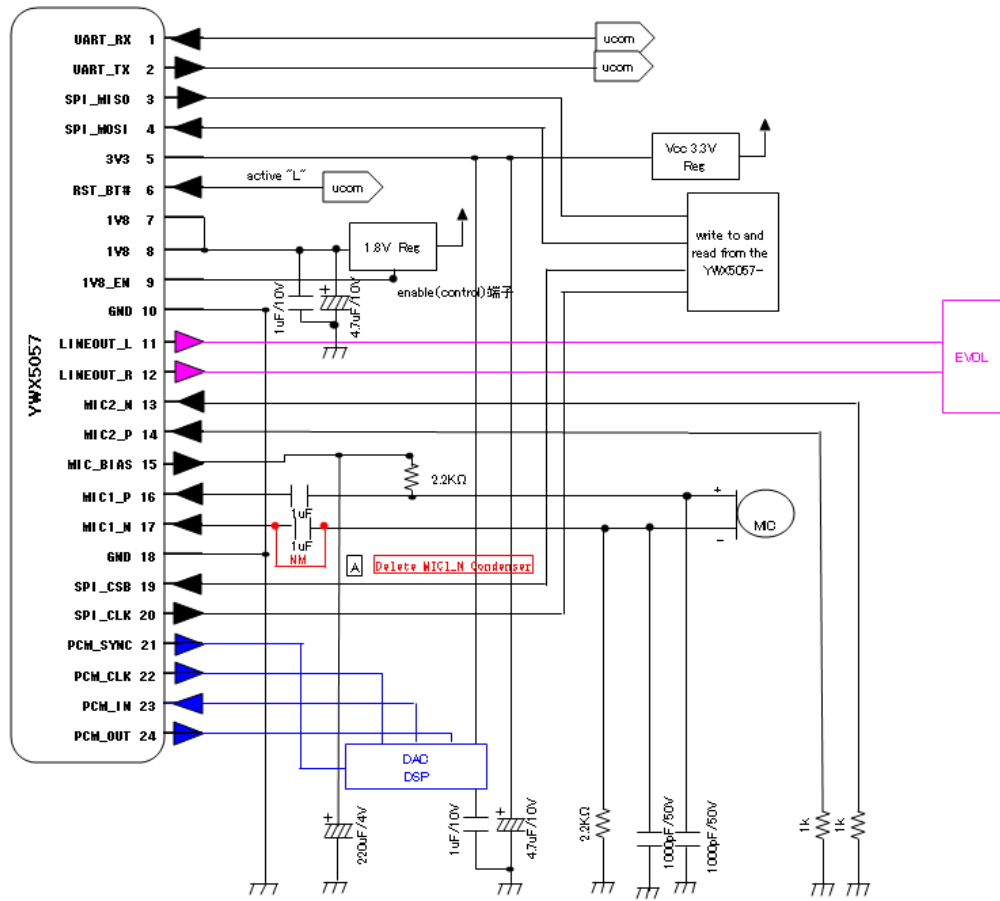 YWX5057
UART_RX 1
ucom
UART_TX 2
ucom
SPI_MISO 3
SPI_MOSI 4
3V3 5
Vcc 3.3V
Reg
RST_BT# 6
active "L"
ucom
1V8 7
1V8 8
1.8V Reg
write to and
read from the
YWX5057-
1V8_EN 9
enable(control)端子
1uF/10V
4.7uF/10V
+
GND 10
LINEOUT_L 11
LINEOUT_R 12
EVOL
MIC2_N 13
MIC2_P 14
MIC_BIAS 15
2.2KΩ
MIC1_P 16
1uF
+
MIC
−
MIC1_N 17
1uF
NM
A
Delete MIC1_N Condenser
GND 18
SPI_CSB 19
SPI_CLK 20
PCM_SYNC 21
PCM_CLK 22
PCM_IN 23
PCM_OUT 24
DAC
DSP
+
220uF/4V
1uF/10V
+
4.7uF/10V
2.2KΩ
1000pF/50V
1000pF/50V
1k
1k